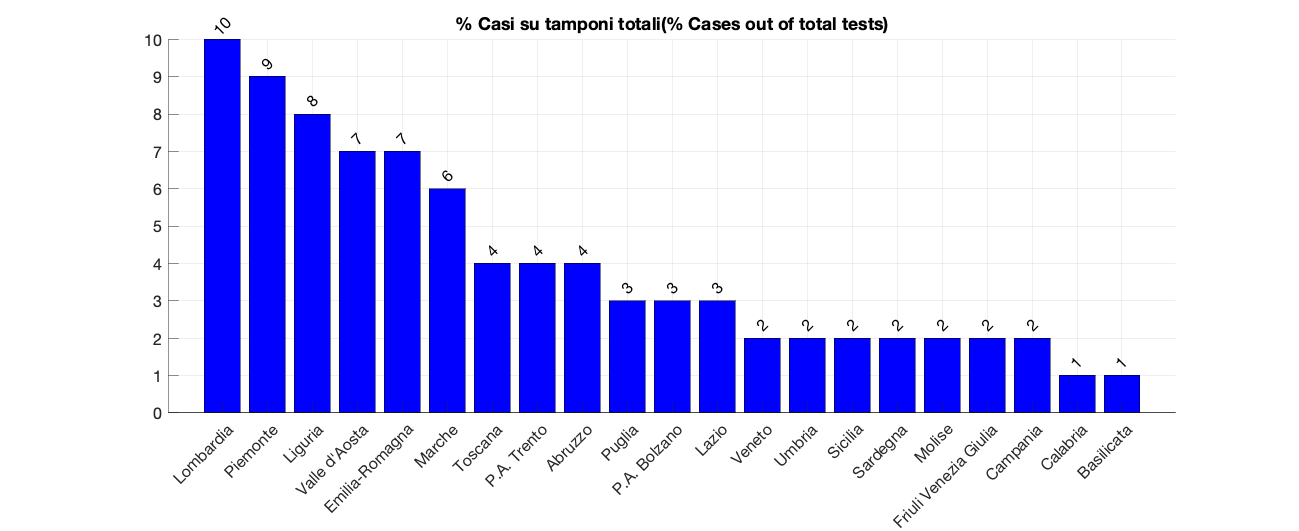 % Casi su tamponi totali(% Cases out of total tests)
10
9
8
7
6
5
4
3
2
1
0
10
9
8
7
7
6
4
4
4
3
3
3
2
2
2
2
2
2
2
1
1
Lombardia
Piemonte
Liguria
Valle d'Aosta
Emilia-Romagna
Marche
Toscana
P.A. Trento
Abruzzo
Puglia
P.A. Bolzano
Lazio
Veneto
Umbria
Sicilia
Sardegna
Molise
Friuli Venezia Giulia
Campania
Calabria
Basilicata